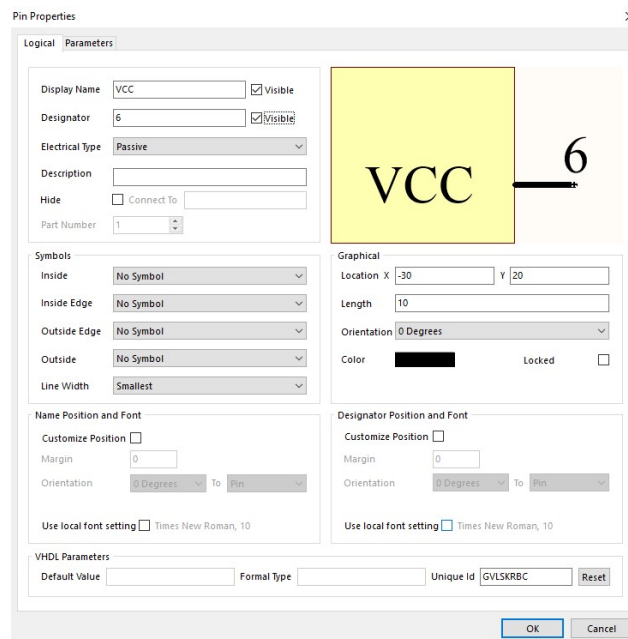 Pin Properties
Logical Parameters
Display Name VCC Visible
Designator 6 Visible
Electrical Type Passive
Description
Hide Connect To
Part Number 1
VCC 6
Symbols
Inside No Symbol
Inside Edge No Symbol
Outside Edge No Symbol
Outside No Symbol
Line Width Smallest
Graphical
Location X -30 Y 20
Length 10
Orientation 0 Degrees
Color Locked
Name Position and Font
Customize Position
Margin 0
Orientation 0 Degrees To Pin
Use local font setting Times New Roman, 10
Designator Position and Font
Customize Position
Margin 0
Orientation 0 Degrees To Pin
Use local font setting Times New Roman, 10
VHDL Parameters
Default Value Formal Type Unique Id GVLSKRBC Reset
OK Cancel